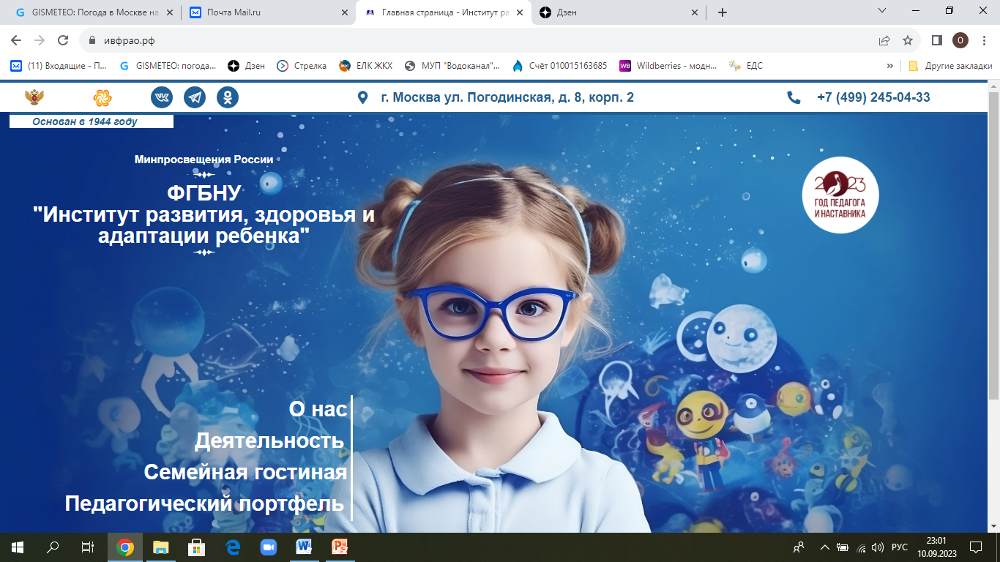 GISMETEO: Погода в Москве на
Почта Mail.ru
Главная страница - Институт ра
Дзен
ивфрао.рф
О
(11) Входящие - П...
GISMETEO: погода...
Дзен
Стрелка
ЕЛК ЖКХ
МУП "Водоканал"...
Счёт 010015163685
WB
Wildberries - модн...
ЕДС
»
Другие закладки
г. Москва ул. Погодинская, д. 8, корп. 2
+7 (499) 245-04-33
Основан в 1944 году
Минпросвещения России
ФГБНУ
"Институт развития, здоровья и
адаптации ребенка"
2023
ГОД ПЕДАГОГА
И НАСТАВНИКА
О нас
Деятельность
Семейная гостиная
Педагогический портфель
РУС
23:01
10.09.2023